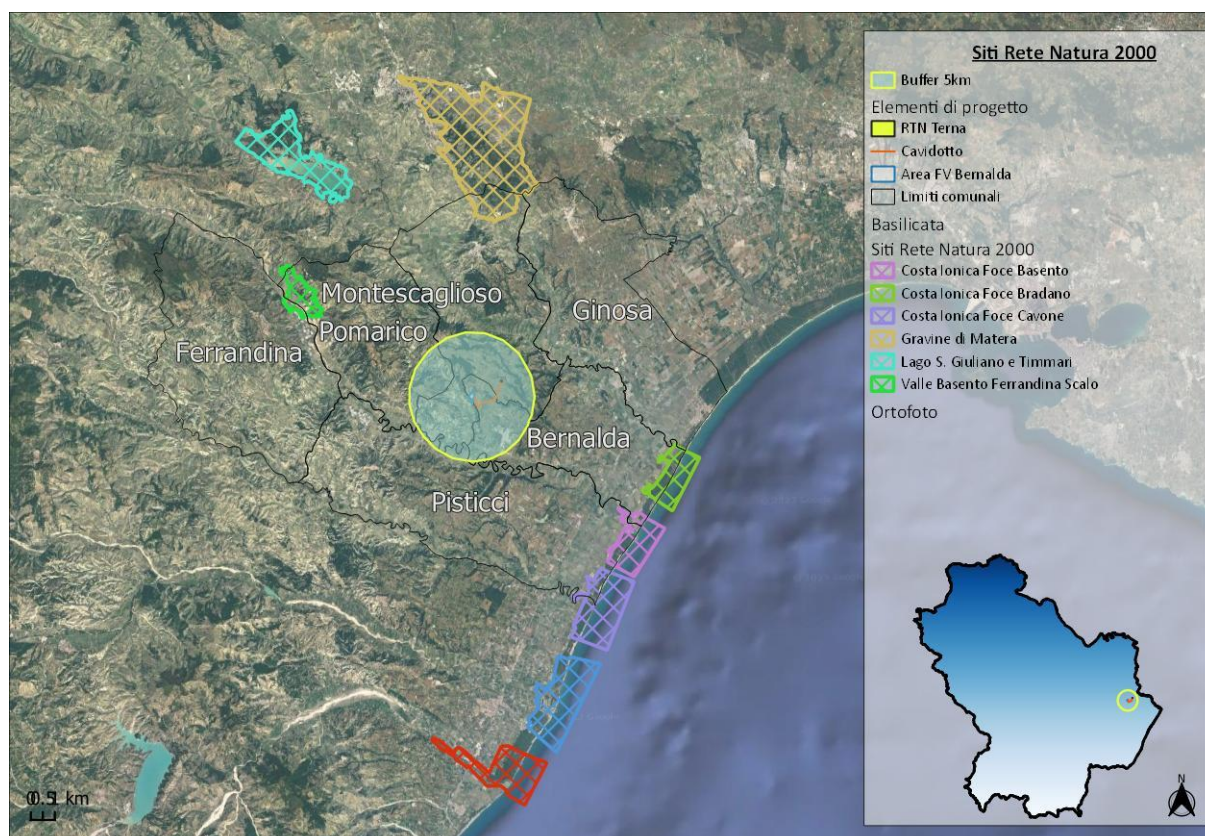 Siti Rete Natura 2000
Buffer 5km
Elementi di progetto
RTN Terna
Cavidotto
Area FV Bernalda
Limiti comunali
Basilicata
Siti Rete Natura 2000
Costa Ionica Foce Basento
Costa Ionica Foce Bradano
Costa Ionica Foce Cavone
Gravine di Matera
Lago S. Giuliano e Timmari
Valle Basento Ferrandina Scalo
Ortofoto
Montescaglioso
Ginosa
Pomarico
Ferrandina
Bernalda
Pisticci
km
N